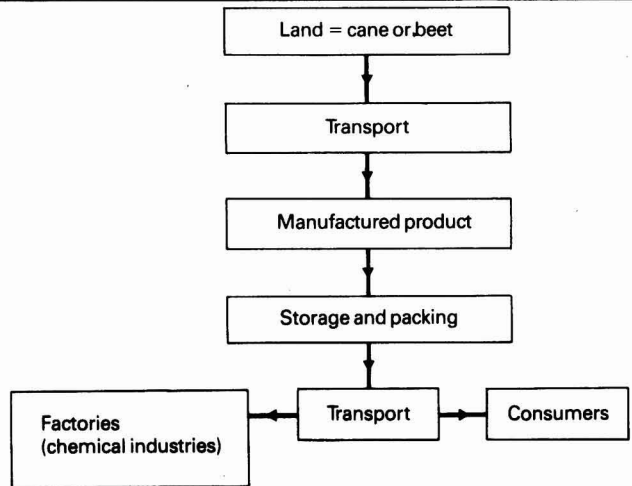 Land = cane or.beet
Transport
Manufactured product
Storage and packing
Factories
(chemical industries)
Transport
Consumers